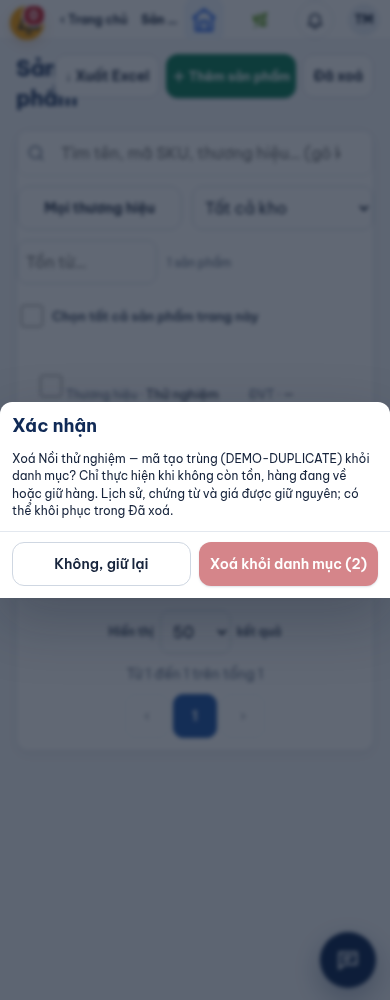 ‹ Trang chủ
Sản ...
TM
Sản phẩ...
Xuất Excel
+ Thêm sản phẩm
Đã xoá
Tìm tên, mã SKU, thương hiệu... (gõ k
Mọi thương hiệu
Tất cả kho
Tồn từ...
1 sản phẩm
Chọn tất cả sản phẩm trang này
Thương hiệu Thử nghiệm ĐVT -
Xác nhận
Xoá Nồi thử nghiệm — mã tạo trùng (DEMO-DUPLICATE) khỏi
danh mục? Chỉ thực hiện khi không còn tồn, hàng đang về
hoặc giữ hàng. Lịch sử, chứng từ và giá được giữ nguyên; có
thể khôi phục trong Đã xoá.
Không, giữ lại
Xoá khỏi danh mục (2)
Hiển thị 50 kết quả
Từ 1 đến 1 trên tổng 1
‹ 1 ›